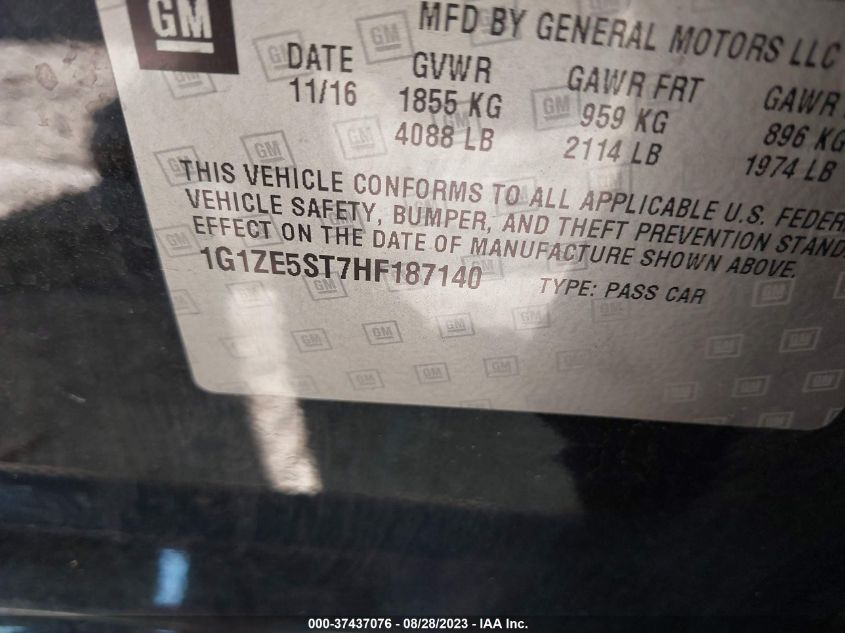 GM
MFD BY GENERAL MOTORS LLC
DATE GVWR GAWR FRT GAWR
11/16 1855 KG 959 KG 896 KG
4088 LB 2114 LB 1974 LB
THIS VEHICLE CONFORMS TO ALL APPLICABLE U.S. FEDER
VEHICLE SAFETY, BUMPER, AND THEFT PREVENTION STAND
EFFECT ON THE DATE OF MANUFACTURE SHOWN ABOVE.
1G1ZE5ST7HF187140 TYPE: PASS CAR
000-37437076 - 08/28/2023 - IAA Inc.